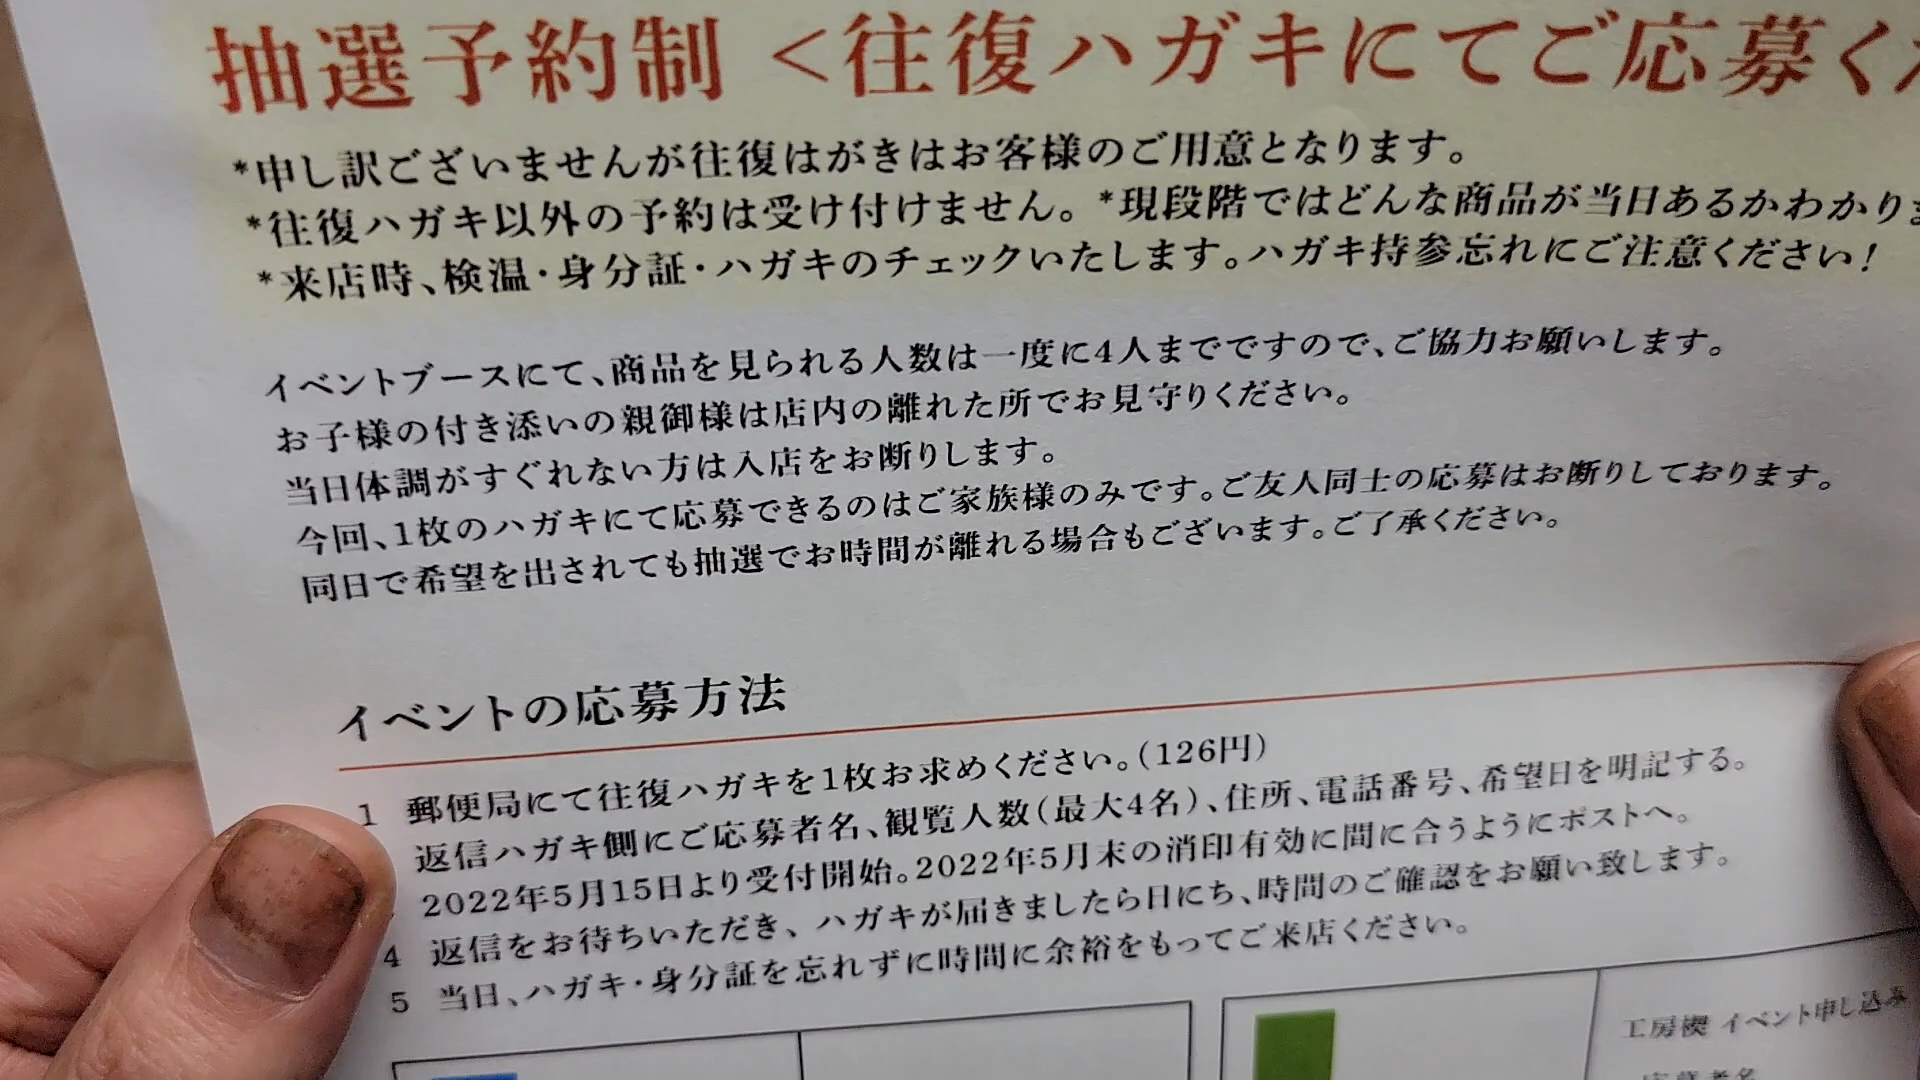 抽選予約制 <往復ハガキにてご応募く
*申し訳ございませんが往復はがきはお客様のご用意となります。
*往復ハガキ以外の予約は受け付けません。*現段階ではどんな商品が当日あるかわかりま
*来店時、検温・身分証・ハガキのチェックいたします。ハガキ持参忘れにご注意ください!
イベントブースにて、商品を見られる人数は一度に4人までですので、ご協力お願いします。
お子様の付き添いの親御様は店内の離れた所でお見守りください。
当日体調がすぐれない方は入店をお断りします。
今回、1枚のハガキにて応募できるのはご家族様のみです。ご友人同士の応募はお断りしております。
同日で希望を出されても抽選でお時間が離れる場合もございます。ご了承ください。
イベントの応募方法
1 郵便局にて往復ハガキを1枚お求めください。(126円)
返信ハガキ側にご応募者名、観覧人数(最大4名)、住所、電話番号、希望日を明記する。
2022年5月15日より受付開始。2022年5月末の消印有効に間に合うようにポストへ。
4 返信をお待ちいただき、ハガキが届きましたら日にち、時間のご確認をお願い致します。
5 当日、ハガキ・身分証を忘れずに時間に余裕をもってご来店ください。
工房楔 イベント申し込み
応募者名